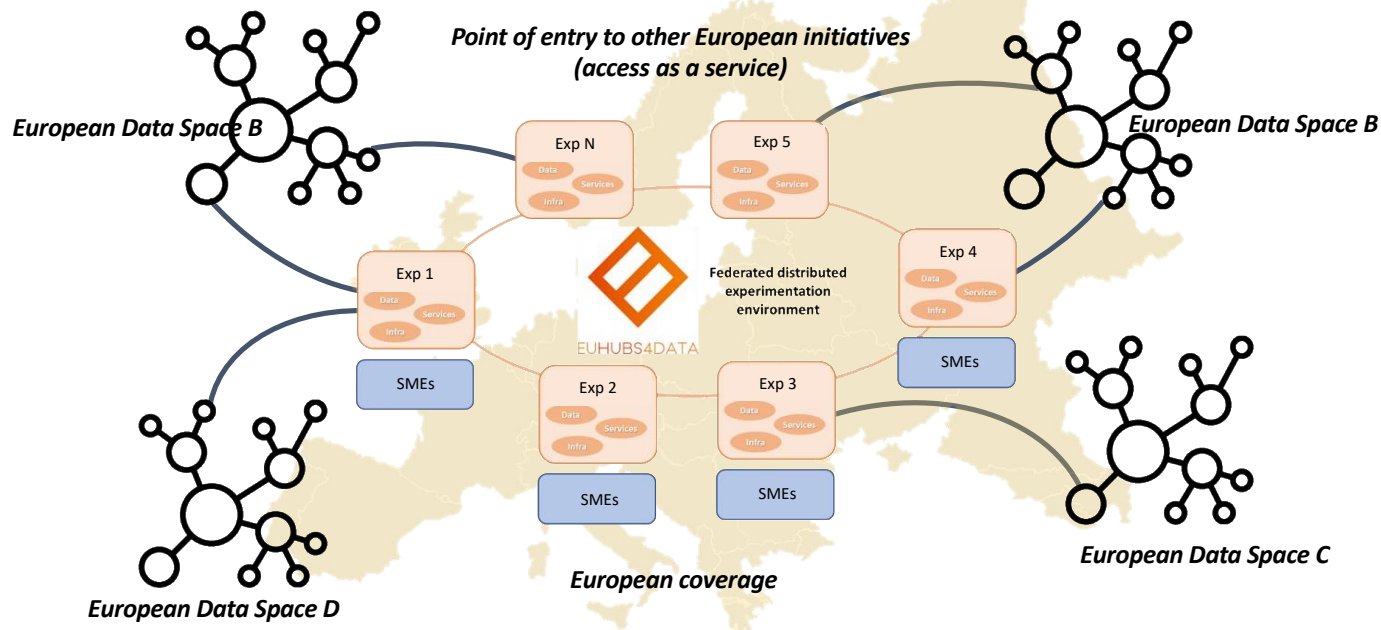 Point of entry to other European initiatives
(access as a service)
European Data Space B
European Data Space B
Exp N
Data
Services
Infra
Exp 5
Data
Services
Infra
Exp 1
Data
Services
Infra
SMEs
EUHUBS4DATA
Federated distributed
experimentation
environment
Exp 4
Data
Services
Infra
SMEs
Exp 2
Data
Services
Infra
SMEs
Exp 3
Data
Services
Infra
SMEs
European Data Space D
European coverage
European Data Space C